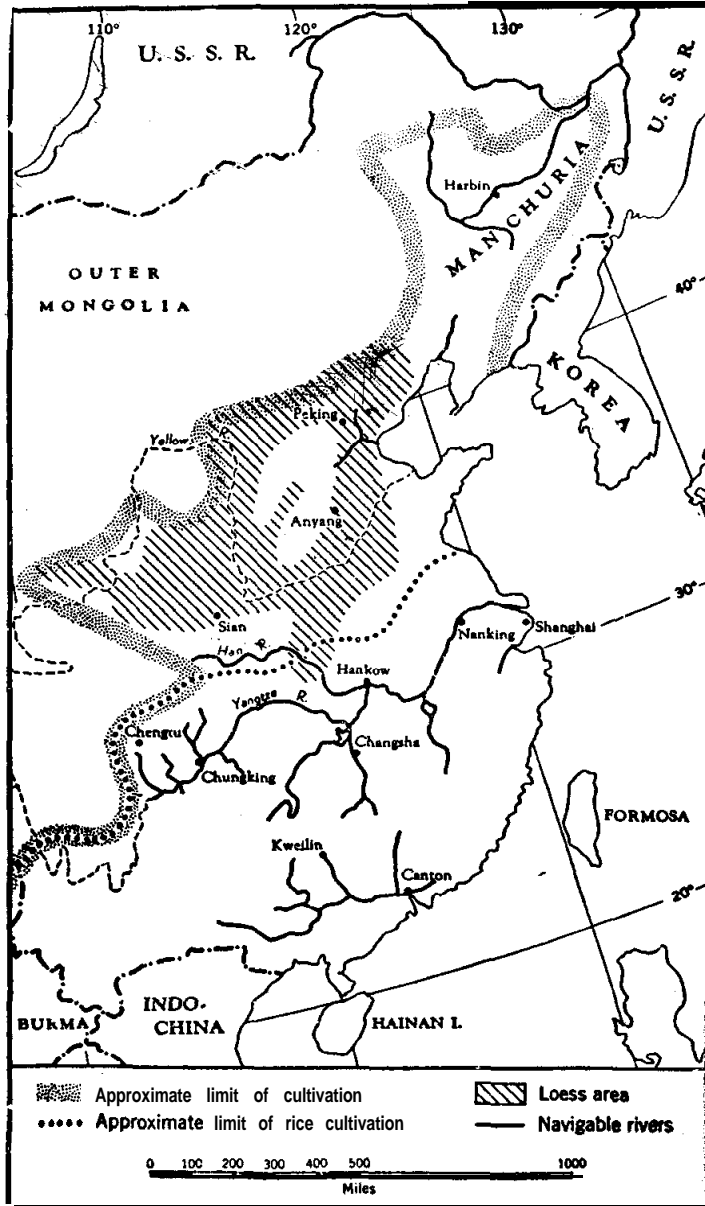 110°
120°
130°
U. S. S. R.
U. S. S. R.
Harbin
MANCHURIA
OUTER
MONGOLIA
40°
KOREA
Peking
Yellow R.
Anyang
30°
Sian
Nanking
Shanghai
Han R.
Hankow
Yangtze R.
Chengtu
Changsha
Chungking
FORMOSA
Kweilin
Canton
20°
INDO-
CHINA
BURMA
HAINAN I.
Approximate limit of cultivation
Loess area
Approximate limit of rice cultivation
Navigable rivers
0 100 200 300 400 500 1000
Miles